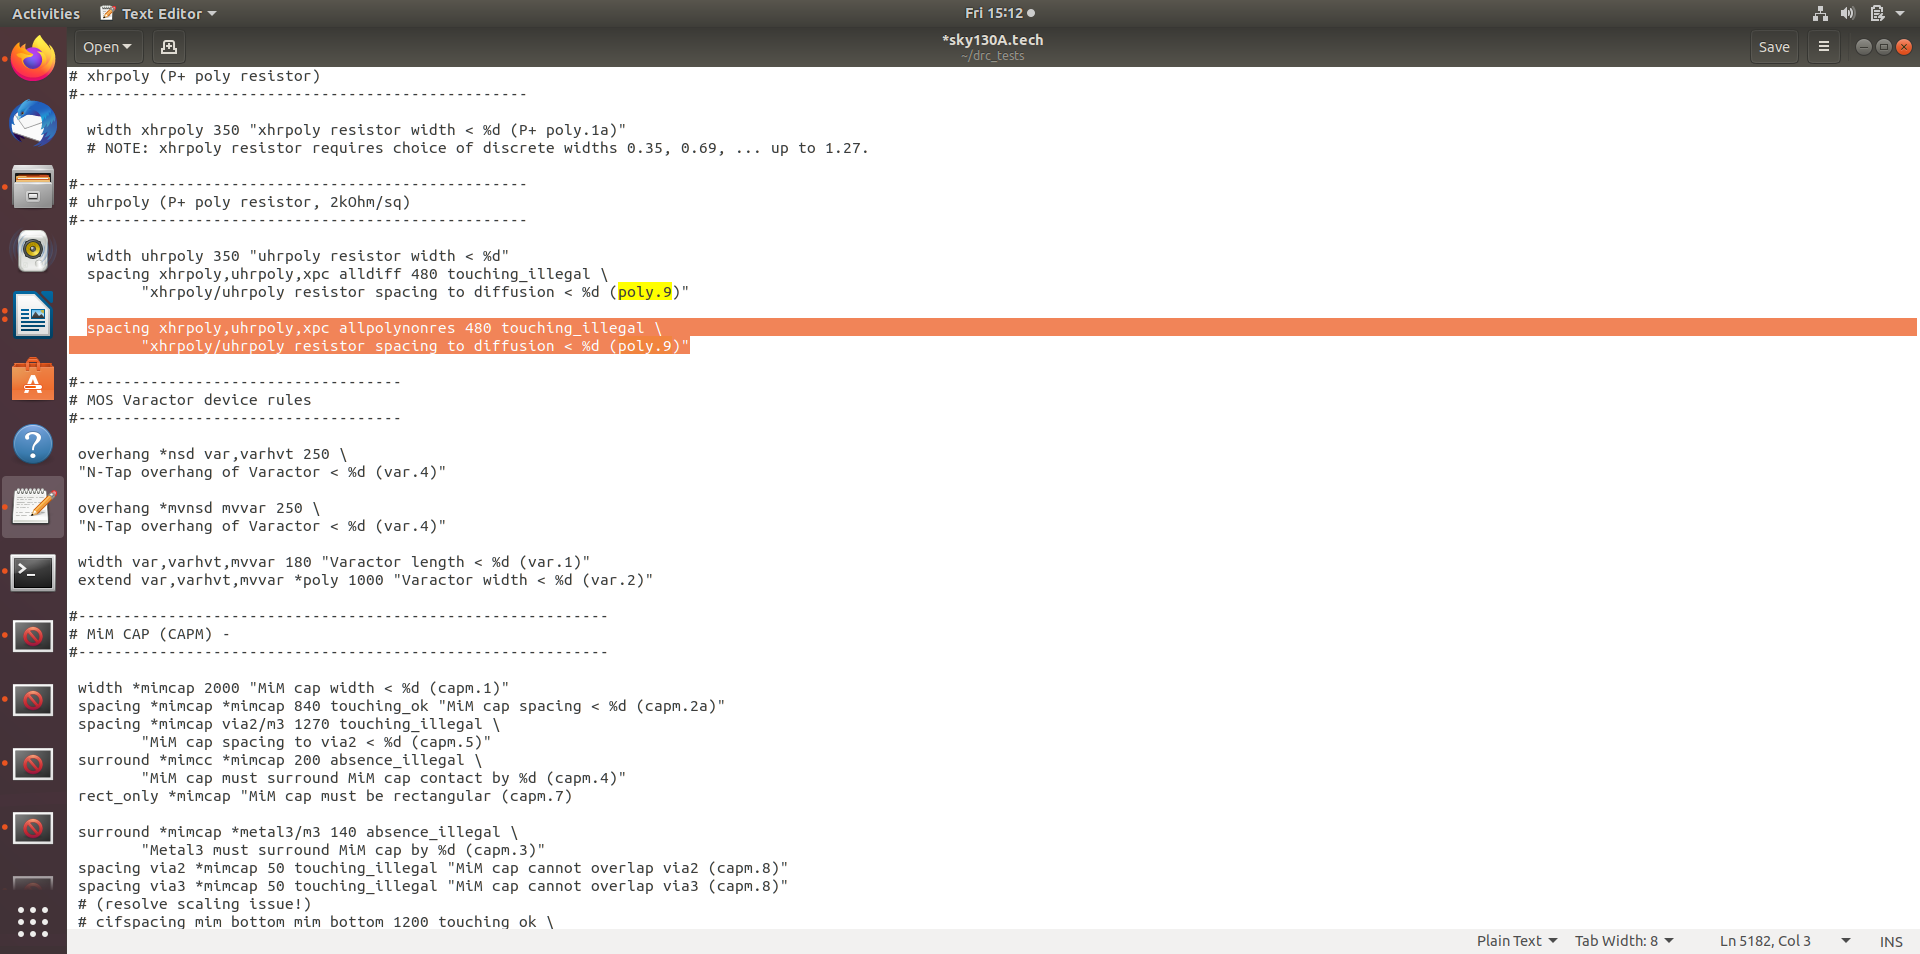 Activities Text Editor Fri 15:12
Open *sky130A.tech Save
~/drc_tests
# xhrpoly (P+ poly resistor)
#--------------------------------------------------
width xhrpoly 350 "xhrpoly resistor width < %d (P+ poly.1a)"
# NOTE: xhrpoly resistor requires choice of discrete widths 0.35, 0.69, ... up to 1.27.
#--------------------------------------------------
# uhrpoly (P+ poly resistor, 2kOhm/sq)
#--------------------------------------------------
width uhrpoly 350 "uhrpoly resistor width < %d"
spacing xhrpoly,uhrpoly,xpc alldiff 480 touching_illegal \
"xhrpoly/uhrpoly resistor spacing to diffusion < %d (poly.9)"
spacing xhrpoly,uhrpoly,xpc allpolynonres 480 touching_illegal \
"xhrpoly/uhrpoly resistor spacing to diffusion < %d (poly.9)"
#------------------------------------
# MOS Varactor device rules
#------------------------------------
overhang *nsd var,varhvt 250 \
"N-Tap overhang of Varactor < %d (var.4)"
overhang *mvnsd mvvar 250 \
"N-Tap overhang of Varactor < %d (var.4)"
width var,varhvt,mvvar 180 "Varactor length < %d (var.1)"
extend var,varhvt,mvvar *poly 1000 "Varactor width < %d (var.2)"
#-----------------------------------------------------------
# MiM CAP (CAPM) -
#-----------------------------------------------------------
width *mimcap 2000 "MiM cap width < %d (capm.1)"
spacing *mimcap *mimcap 840 touching_ok "MiM cap spacing < %d (capm.2a)"
spacing *mimcap via2/m3 1270 touching_illegal \
"MiM cap spacing to via2 < %d (capm.5)"
surround *mimcc *mimcap 200 absence_illegal \
"MiM cap must surround MiM cap contact by %d (capm.4)"
rect_only *mimcap "MiM cap must be rectangular (capm.7)
surround *mimcap *metal3/m3 140 absence_illegal \
"Metal3 must surround MiM cap by %d (capm.3)"
spacing via2 *mimcap 50 touching_illegal "MiM cap cannot overlap via2 (capm.8)"
spacing via3 *mimcap 50 touching_illegal "MiM cap cannot overlap via3 (capm.8)"
# (resolve scaling issue!)
# cifspacing mim_bottom mim_bottom 1200 touching_ok \
Plain Text Tab Width: 8 Ln 5182, Col 3 INS